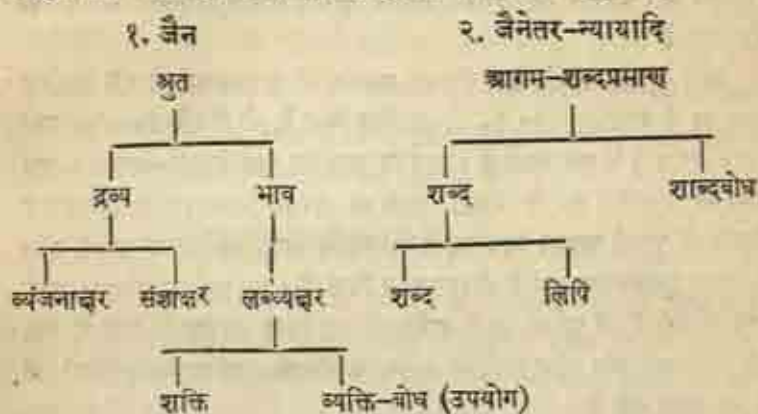 १. जैन २. जैनेतर-न्यायादि
श्रुत आगम-शब्दप्रमाण
द्रव्य भाव शब्द शाब्दबोध
व्यंजनाक्षर संज्ञाक्षर लब्ध्यक्षर शब्द लिपि
शक्ति व्यक्ति-बोध (उपयोग)